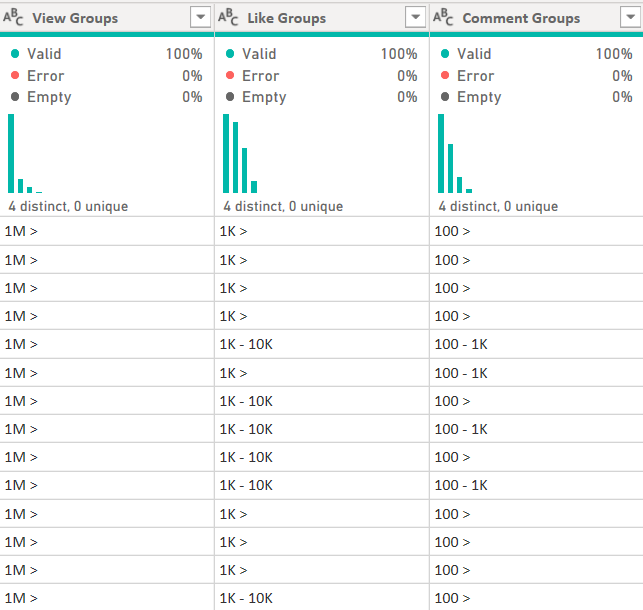 ABC View Groups ABC Like Groups ABC Comment Groups
Valid 100% Valid 100% Valid 100%
Error 0% Error 0% Error 0%
Empty 0% Empty 0% Empty 0%
4 distinct, 0 unique 4 distinct, 0 unique 4 distinct, 0 unique
1M > 1K > 100 >
1M > 1K > 100 >
1M > 1K > 100 >
1M > 1K > 100 >
1M > 1K - 10K 100 - 1K
1M > 1K > 100 - 1K
1M > 1K - 10K 100 >
1M > 1K - 10K 100 - 1K
1M > 1K - 10K 100 >
1M > 1K - 10K 100 - 1K
1M > 1K > 100 >
1M > 1K > 100 >
1M > 1K > 100 >
1M > 1K - 10K 100 >